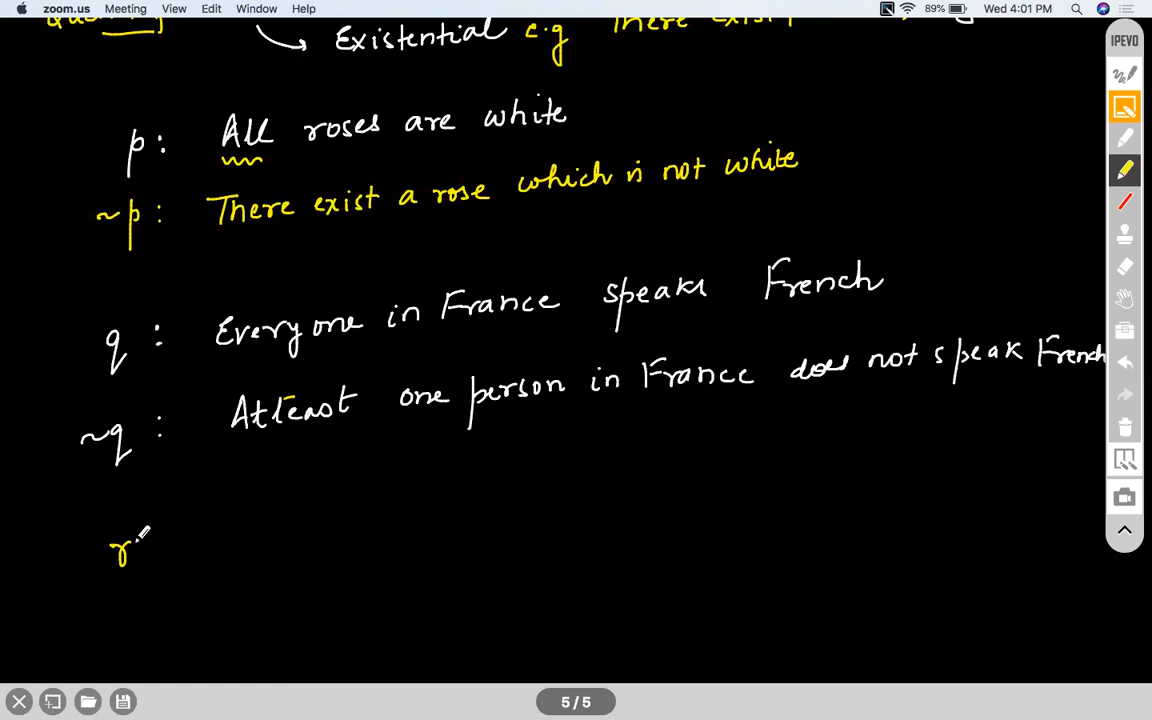 zoom.us Meeting View Edit Window Help 89% Wed 4:01 PM
IPEVO
Existential e.g There exist
p: All roses are white
~p: There exist a rose which is not white
q: Everyone in France speaks French
~q: Atleast one person in France does not speak French
r
5/5